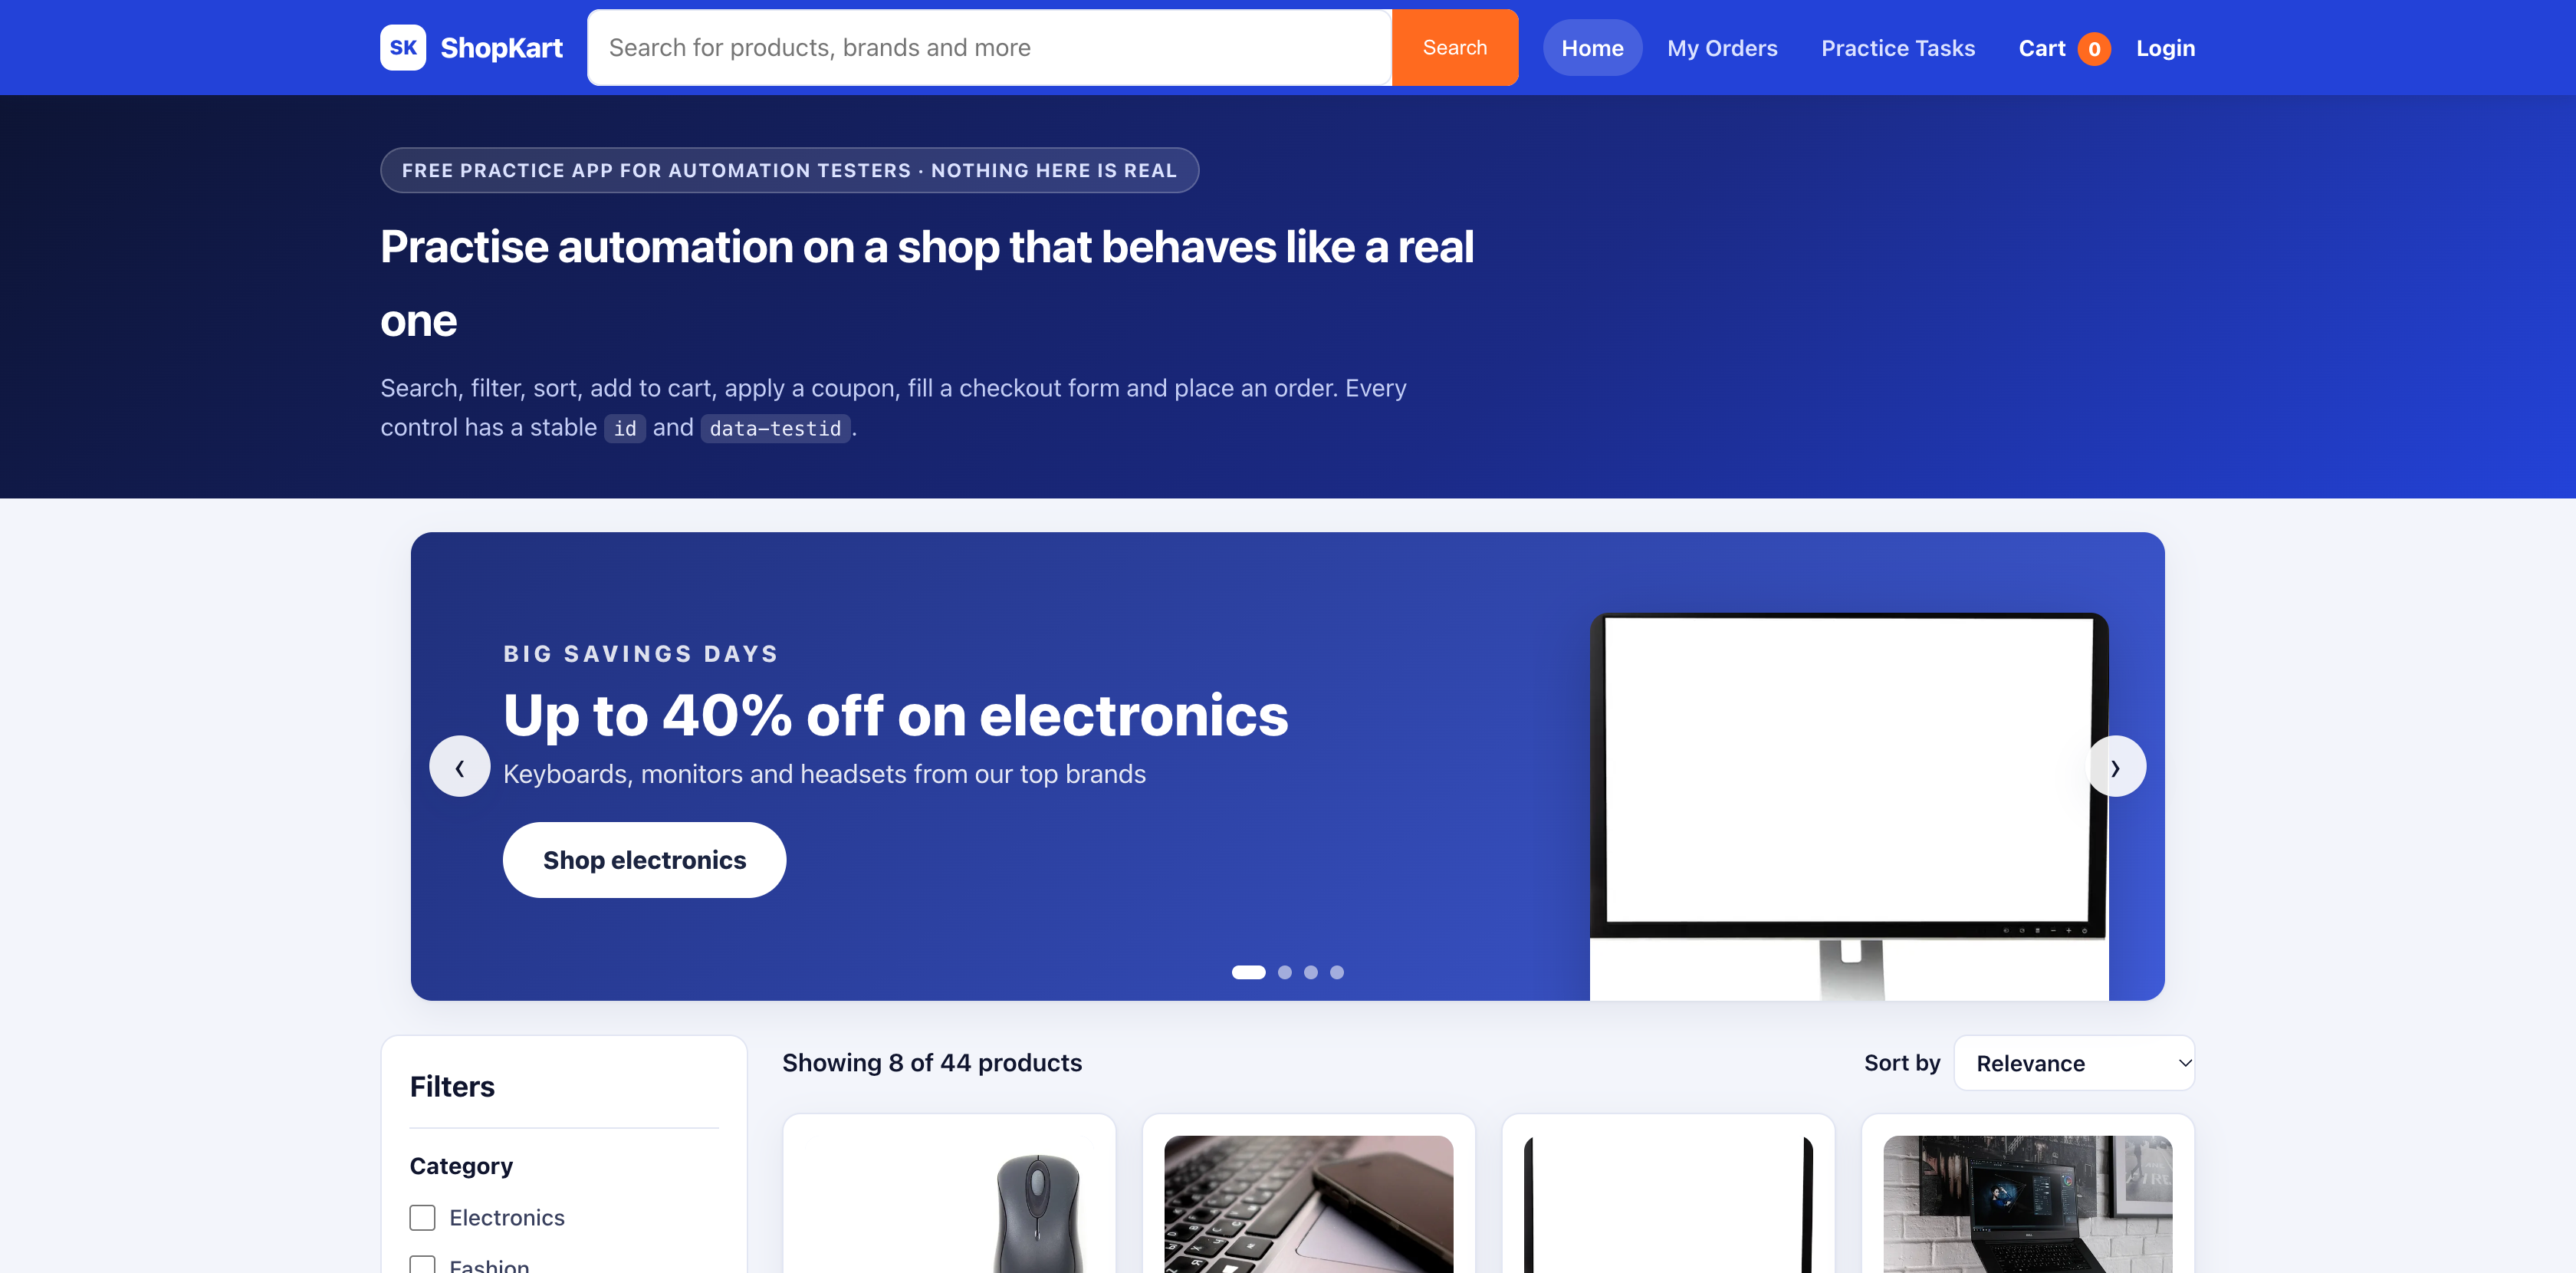 SK ShopKart Search for products, brands and more Search Home My Orders Practice Tasks Cart 0 Login
FREE PRACTICE APP FOR AUTOMATION TESTERS · NOTHING HERE IS REAL
Practise automation on a shop that behaves like a real
one
Search, filter, sort, add to cart, apply a coupon, fill a checkout form and place an order. Every
control has a stable id and data-testid.
BIG SAVINGS DAYS
Up to 40% off on electronics
Keyboards, monitors and headsets from our top brands
Shop electronics
Showing 8 of 44 products
Sort by Relevance
Filters
Category
Electronics
Fashion